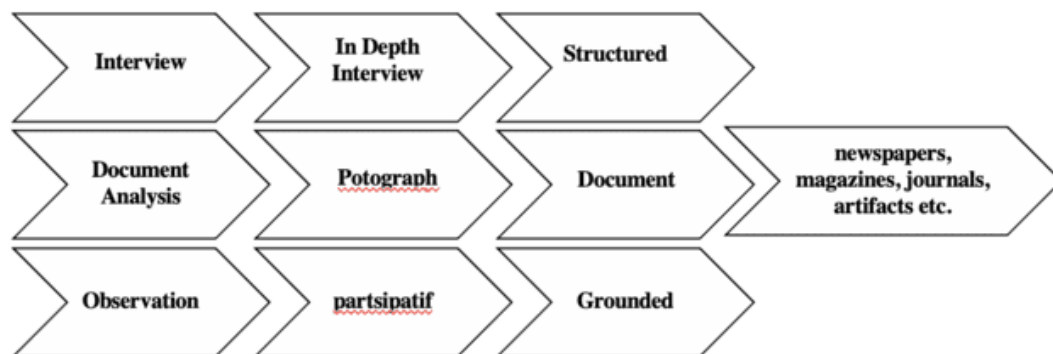 Interview
In Depth
Interview
Structured
Document
Analysis
Potograph
Document
newspapers,
magazines, journals,
artifacts etc.
Observation
partsipatif
Grounded